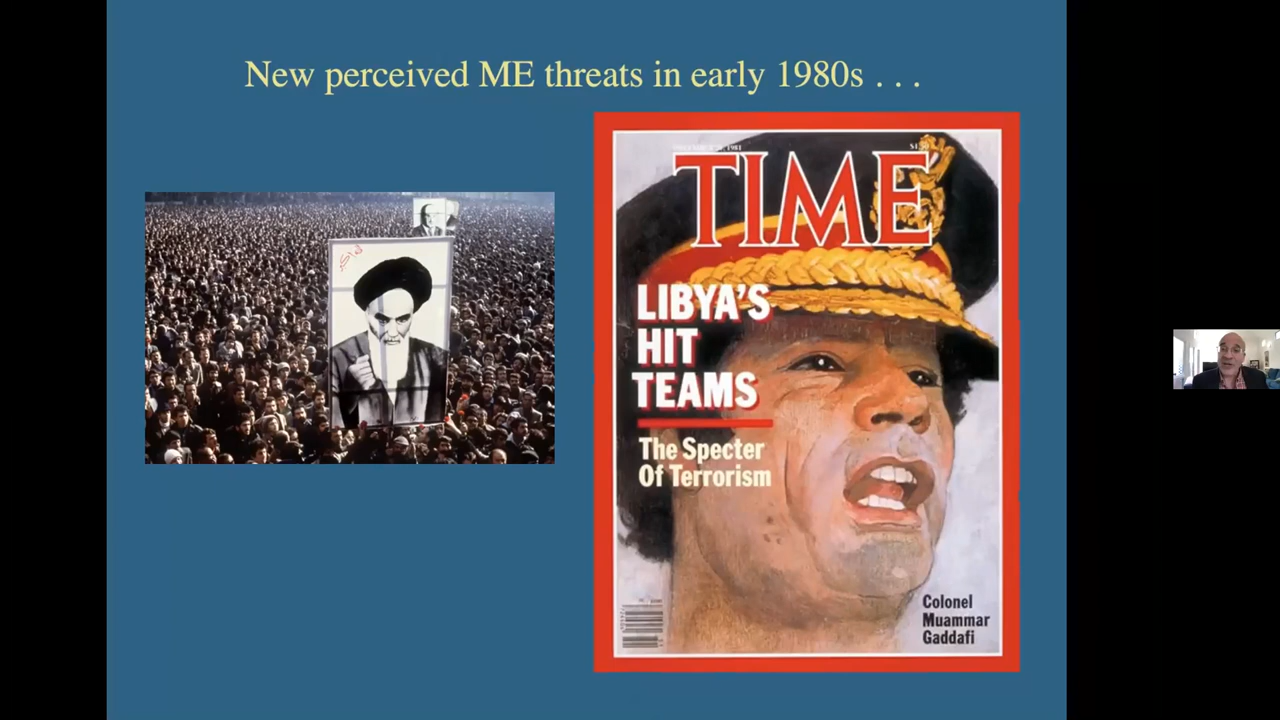 New perceived ME threats in early 1980s . . .
TIME
LIBYA'S
HIT
TEAMS
The Specter
Of Terrorism
Colonel
Muammar
Gaddafi